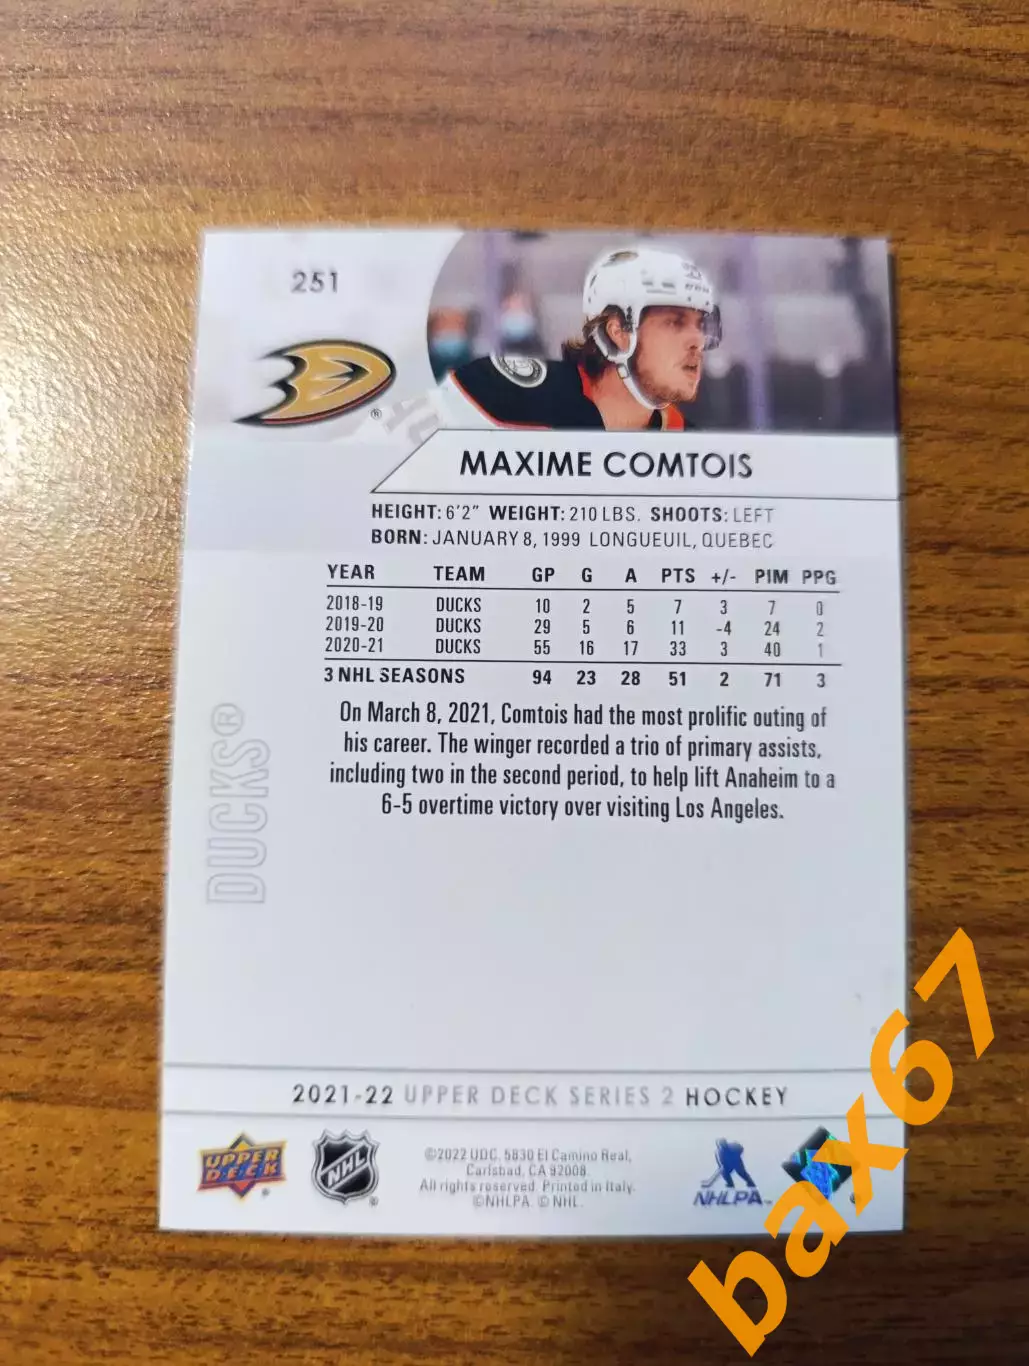 251
MAXIME COMTOIS
HEIGHT: 6'2" WEIGHT: 210 LBS. SHOOTS: LEFT
BORN: JANUARY 8, 1999 LONGUEUIL, QUEBEC
YEAR TEAM GP G A PTS +/- PIM PPG
2018-19 DUCKS 10 2 5 7 3 7 0
2019-20 DUCKS 29 5 6 11 -4 24 2
2020-21 DUCKS 55 16 17 33 3 40 1
3 NHL SEASONS 94 23 28 51 2 71 3
On March 8, 2021, Comtois had the most prolific outing of
his career. The winger recorded a trio of primary assists,
including two in the second period, to help lift Anaheim to a
6-5 overtime victory over visiting Los Angeles.
DUCKS®
2021-22 UPPER DECK SERIES 2 HOCKEY
UPPER
DECK
®
NHL
®
©2022 UDC. 5830 El Camino Real,
Carlsbad, CA 92008.
All rights reserved. Printed in Italy.
©NHLPA. © NHL.
NHLPA™
®
bax67